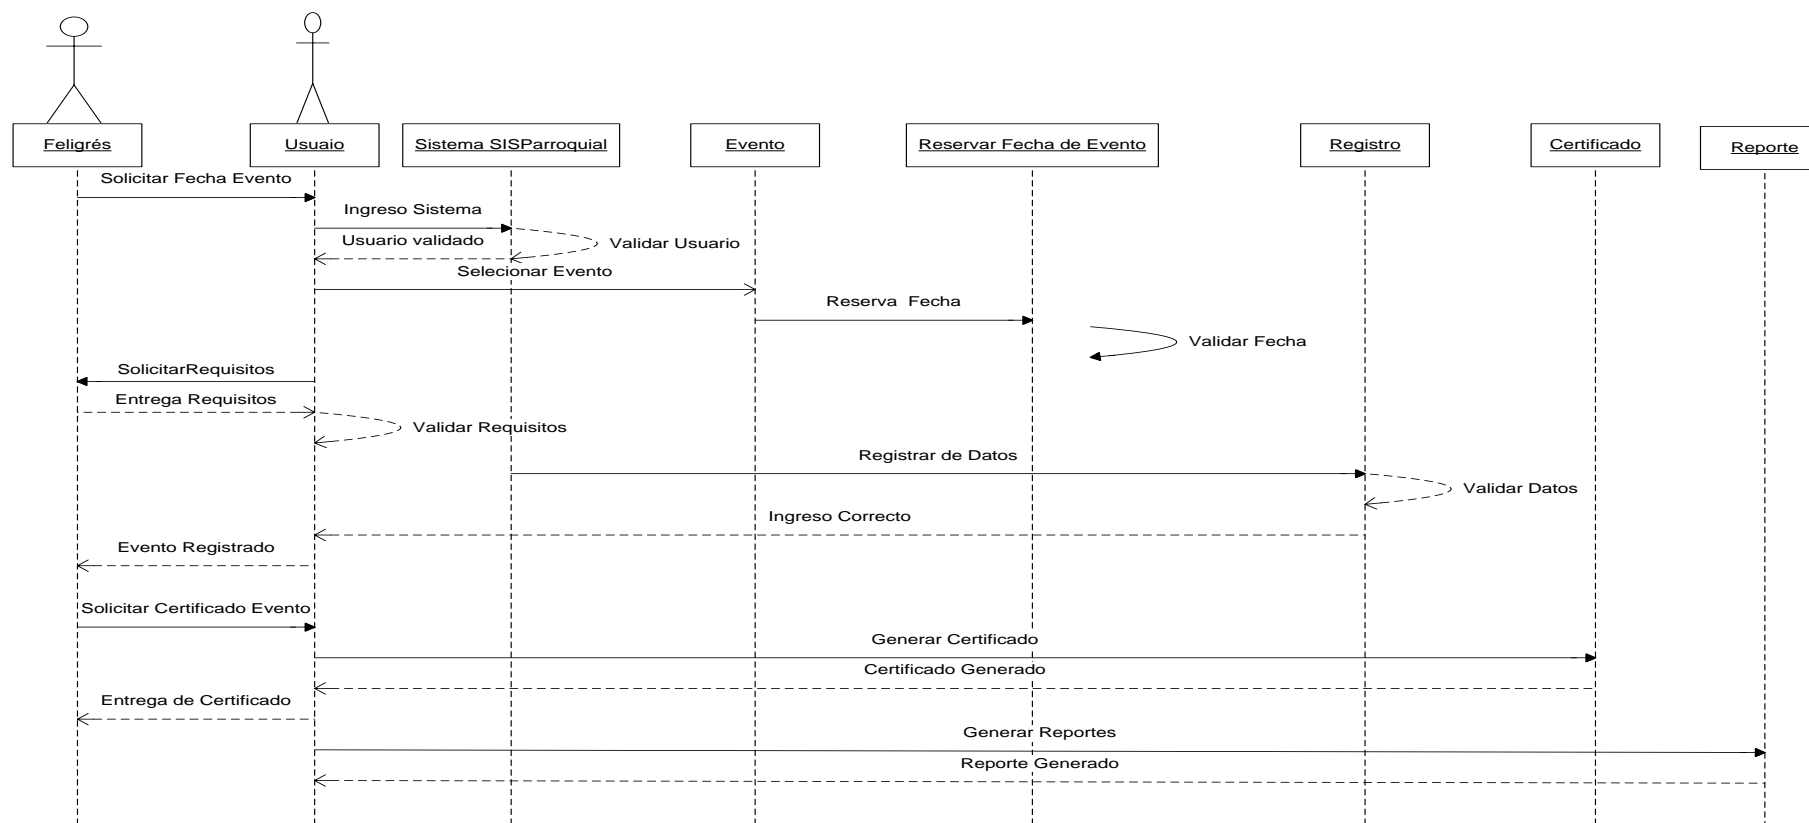 Feligrés
Usuaio
Sistema SISParroquial
Evento
Reservar Fecha de Evento
Registro
Certificado
Reporte
Solicitar Fecha Evento
Ingreso Sistema
Usuario validado
Validar Usuario
Selecionar Evento
Reserva  Fecha
Validar Fecha
SolicitarRequisitos
Entrega Requisitos
Validar Requisitos
Registrar de Datos
Validar Datos
Ingreso Correcto
Evento Registrado
Solicitar Certificado Evento
Generar Certificado
Certificado Generado
Entrega de Certificado
Generar Reportes
Reporte Generado